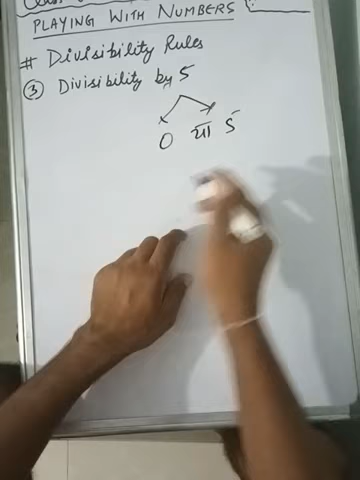 PLAYING WITH NUMBERS
# Divisibility Rules
③ Divisibility by 5
0 या 5